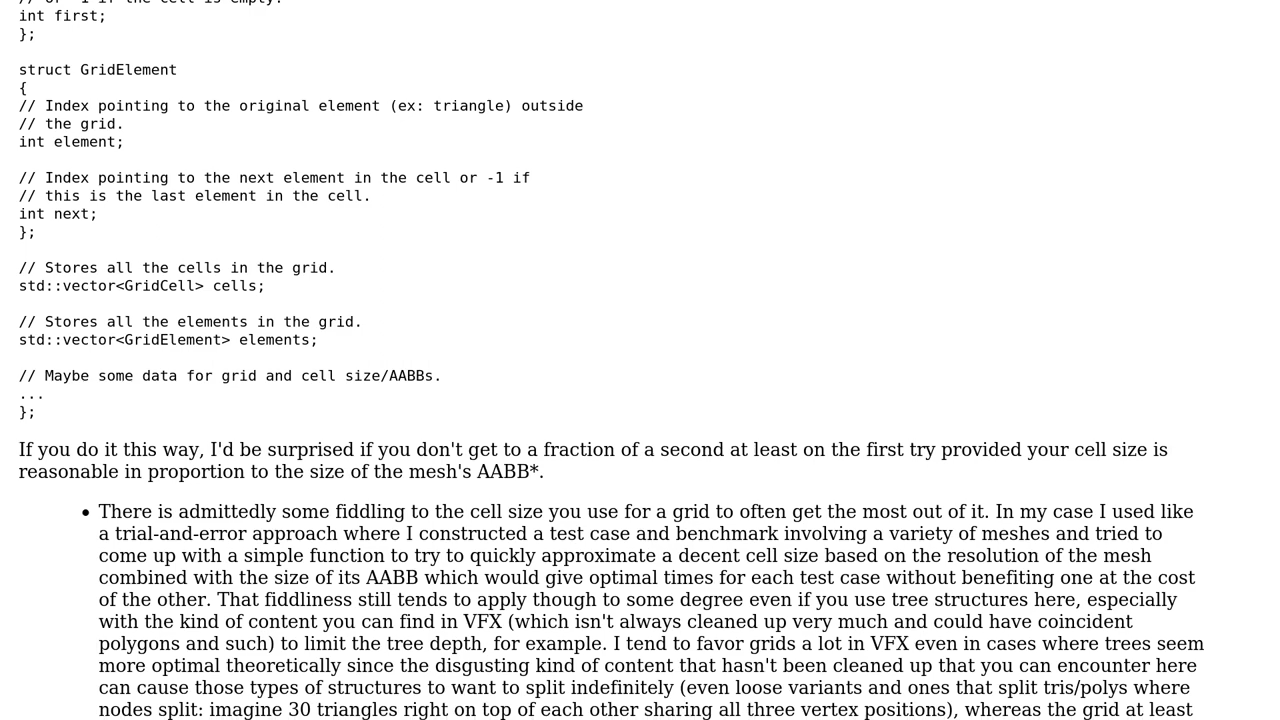 // or -1 if the cell is empty.
int first;
};
struct GridElement
{
// Index pointing to the original element (ex: triangle) outside
// the grid.
int element;
// Index pointing to the next element in the cell or -1 if
// this is the last element in the cell.
int next;
};
// Stores all the cells in the grid.
std::vector<GridCell> cells;
// Stores all the elements in the grid.
std::vector<GridElement> elements;
// Maybe some data for grid and cell size/AABBs.
...
};
If you do it this way, I'd be surprised if you don't get to a fraction of a second at least on the first try provided your cell size is
reasonable in proportion to the size of the mesh's AABB*.
• There is admittedly some fiddling to the cell size you use for a grid to often get the most out of it. In my case I used like
a trial-and-error approach where I constructed a test case and benchmark involving a variety of meshes and tried to
come up with a simple function to try to quickly approximate a decent cell size based on the resolution of the mesh
combined with the size of its AABB which would give optimal times for each test case without benefiting one at the cost
of the other. That fiddliness still tends to apply though to some degree even if you use tree structures here, especially
with the kind of content you can find in VFX (which isn't always cleaned up very much and could have coincident
polygons and such) to limit the tree depth, for example. I tend to favor grids a lot in VFX even in cases where trees seem
more optimal theoretically since the disgusting kind of content that hasn't been cleaned up that you can encounter here
can cause those types of structures to want to split indefinitely (even loose variants and ones that split tris/polys where
nodes split: imagine 30 triangles right on top of each other sharing all three vertex positions), whereas the grid at least